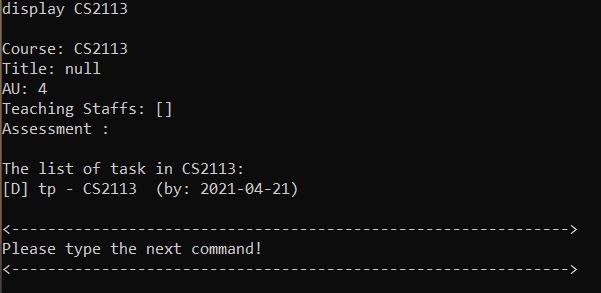 display CS2113
Course: CS2113
Title: null
AU: 4
Teaching Staffs: []
Assessment :
The list of task in CS2113:
[D] tp - CS2113  (by: 2021-04-21)
<-------------------------------------------------------------->
Please type the next command!
<-------------------------------------------------------------->